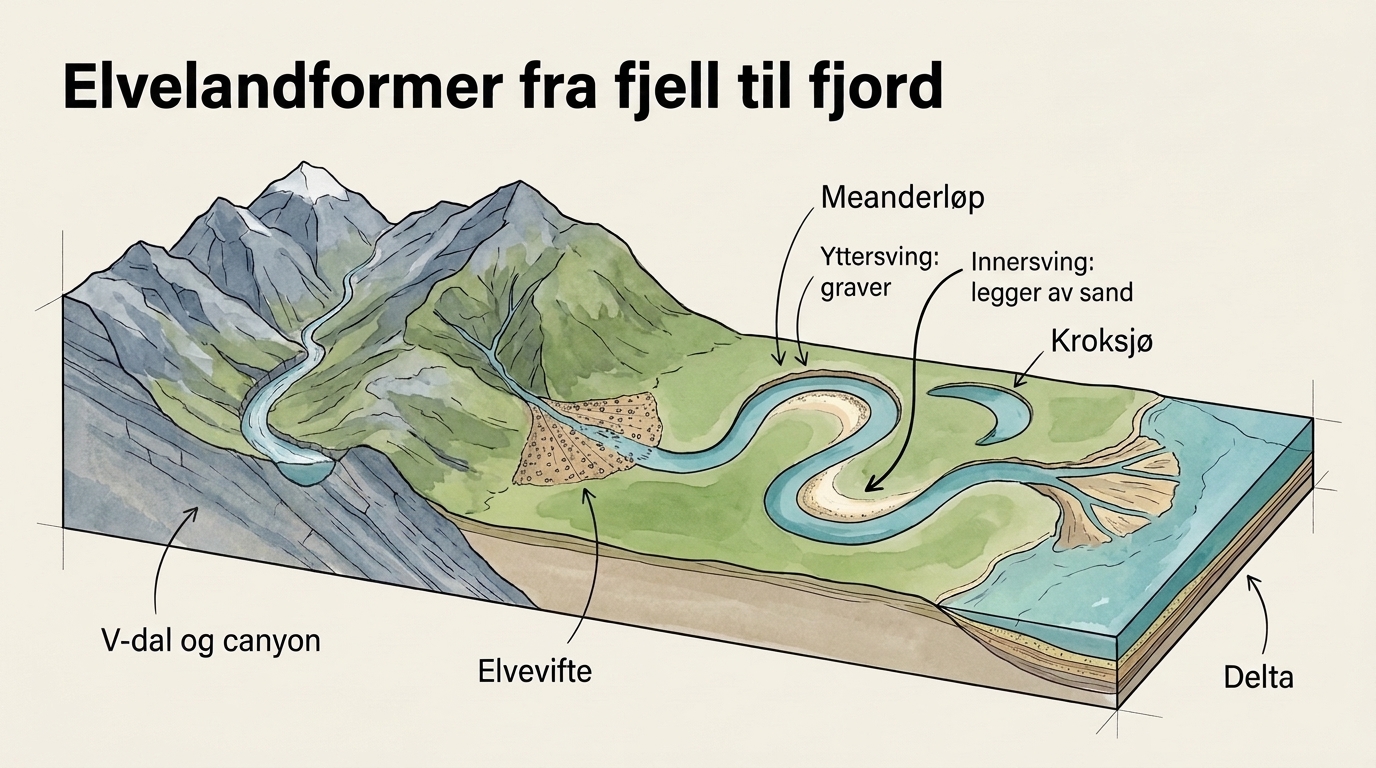 Elvelandformer fra fjell til fjord
Meanderløp
Yttersving:
graver
Innersving:
legger av sand
Kroksjø
V-dal og canyon
Elvevifte
Delta